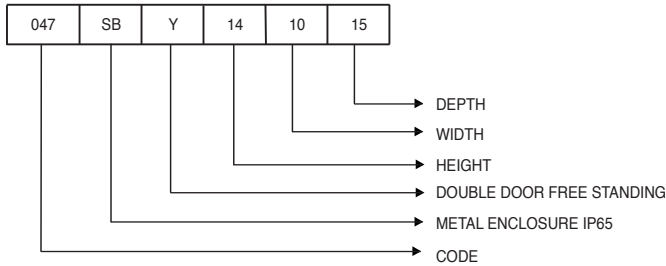 047 SB Y 14 10 15
DEPTH
WIDTH
HEIGHT
DOUBLE DOOR FREE STANDING
METAL ENCLOSURE IP65
CODE